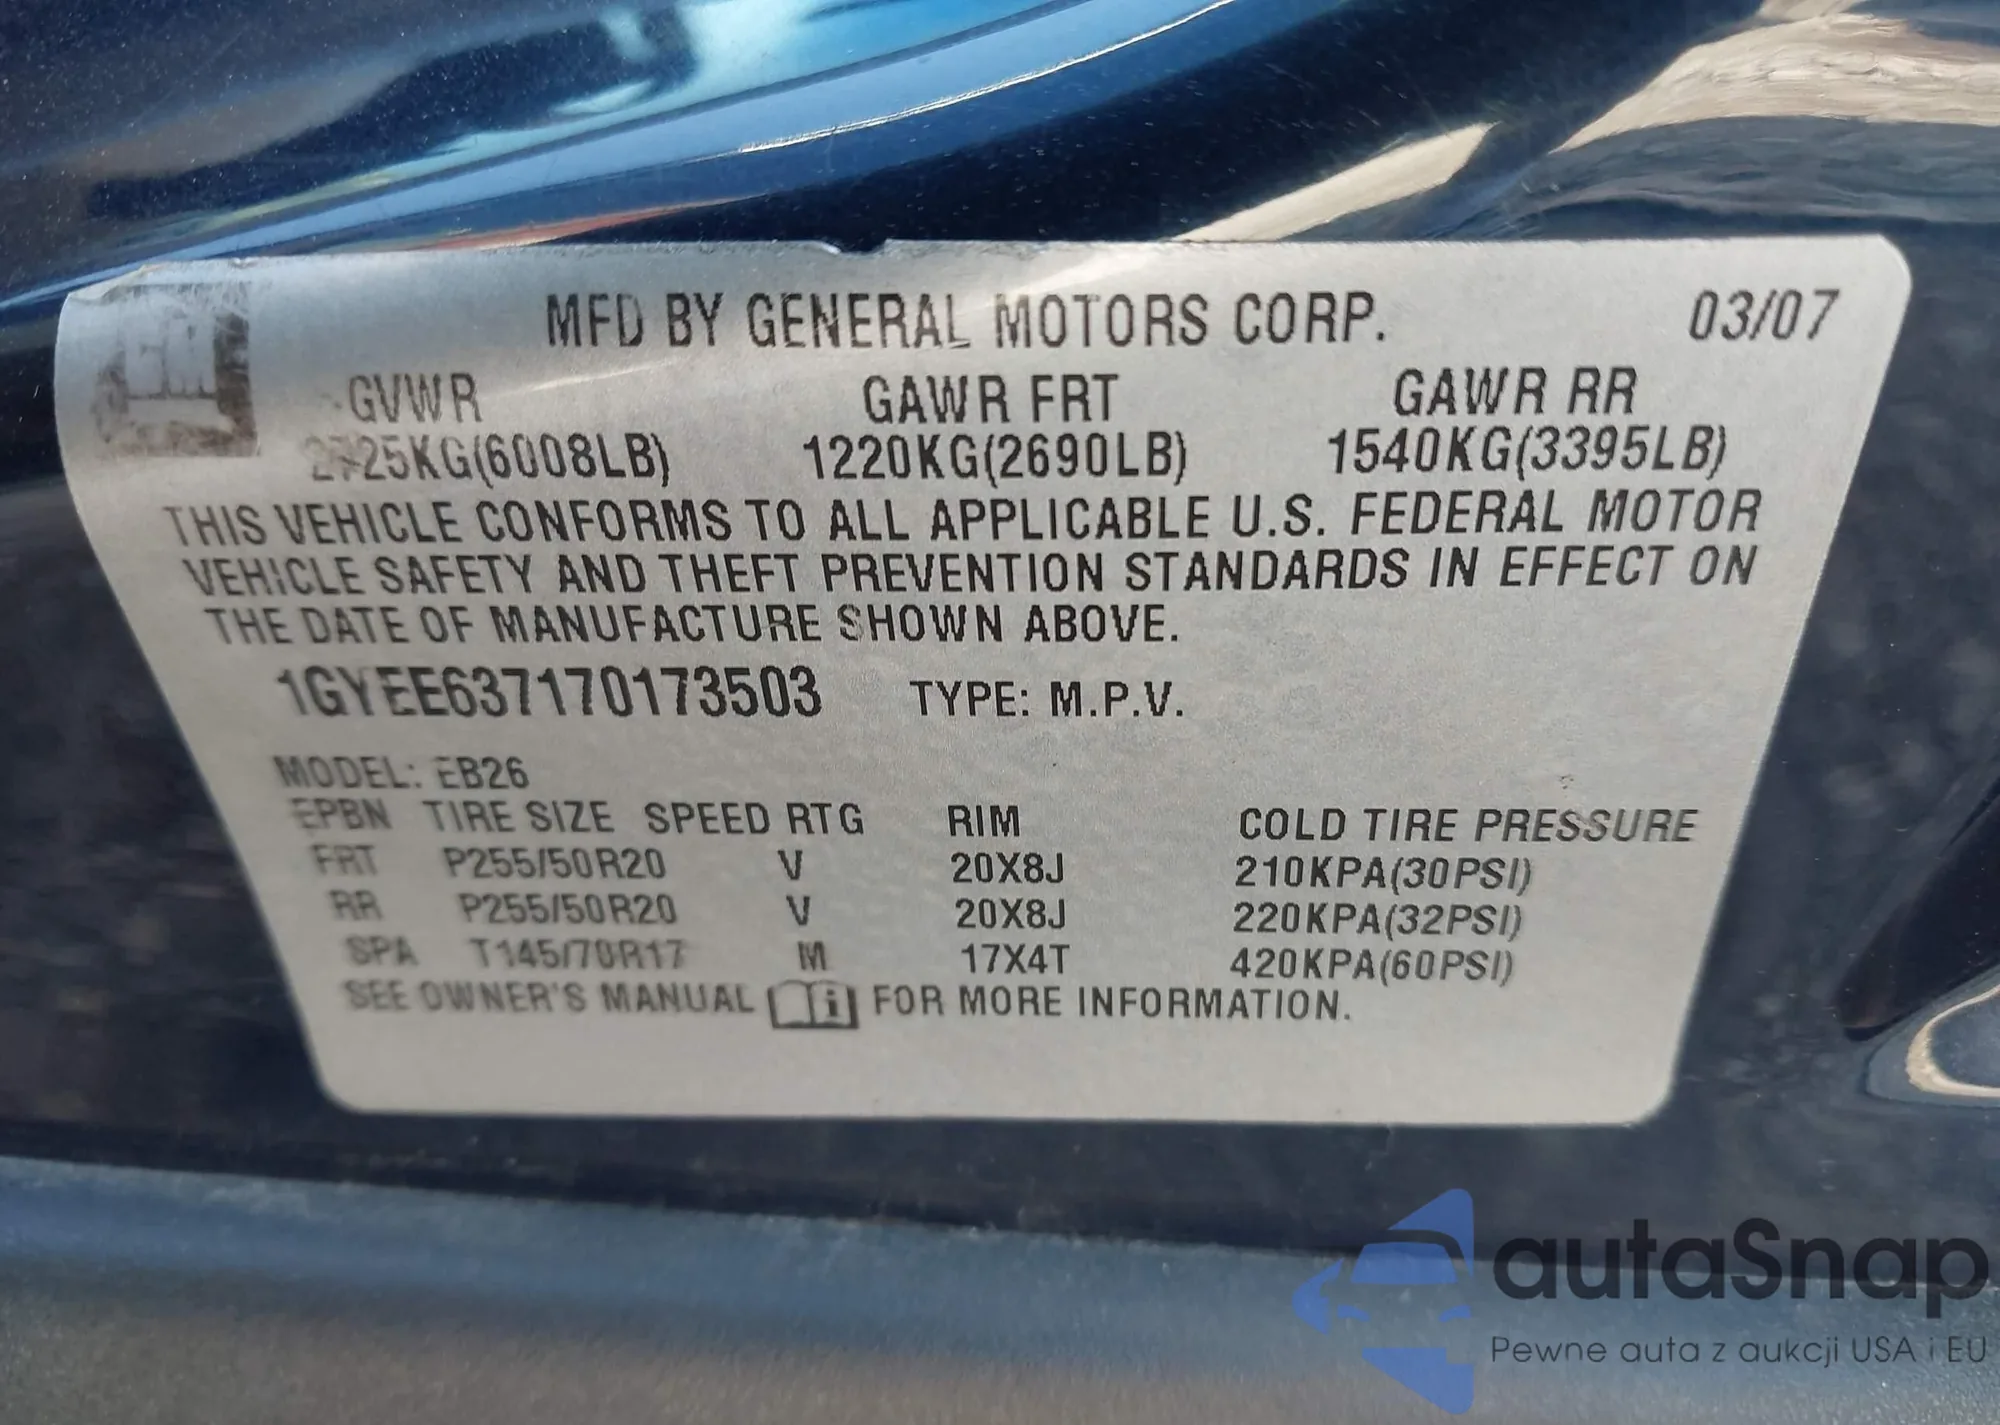 GM
MFD BY GENERAL MOTORS CORP. 03/07
GVWR GAWR FRT GAWR RR
2725KG(6008LB) 1220KG(2690LB) 1540KG(3395LB)
THIS VEHICLE CONFORMS TO ALL APPLICABLE U.S. FEDERAL MOTOR
VEHICLE SAFETY AND THEFT PREVENTION STANDARDS IN EFFECT ON
THE DATE OF MANUFACTURE SHOWN ABOVE.
1GYEE637170173503 TYPE: M.P.V.
MODEL: EB26
EPBN TIRE SIZE SPEED RTG RIM COLD TIRE PRESSURE
FRT P255/50R20 V 20X8J 210KPA(30PSI)
RR P255/50R20 V 20X8J 220KPA(32PSI)
SPA T145/70R17 M 17X4T 420KPA(60PSI)
SEE OWNER'S MANUAL i FOR MORE INFORMATION.
autaSnap
Pewne auta z aukcji USA i EU